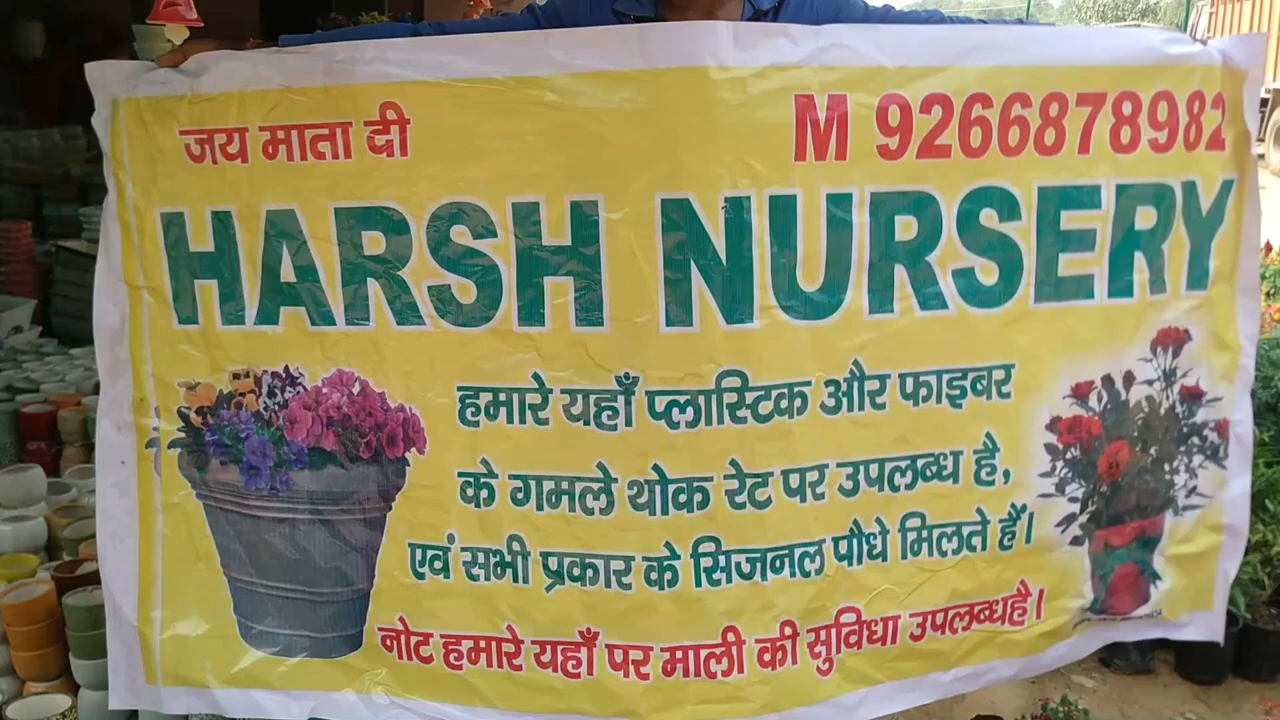 जय माता दी
M 9266878982
HARSH NURSERY
हमारे यहाँ प्लास्टिक और फाइबर
के गमले थोक रेट पर उपलब्ध है,
एवं सभी प्रकार के सिजनल पौधे मिलते हैं।
नोट हमारे यहाँ पर माली की सुविधा उपलब्धहै।